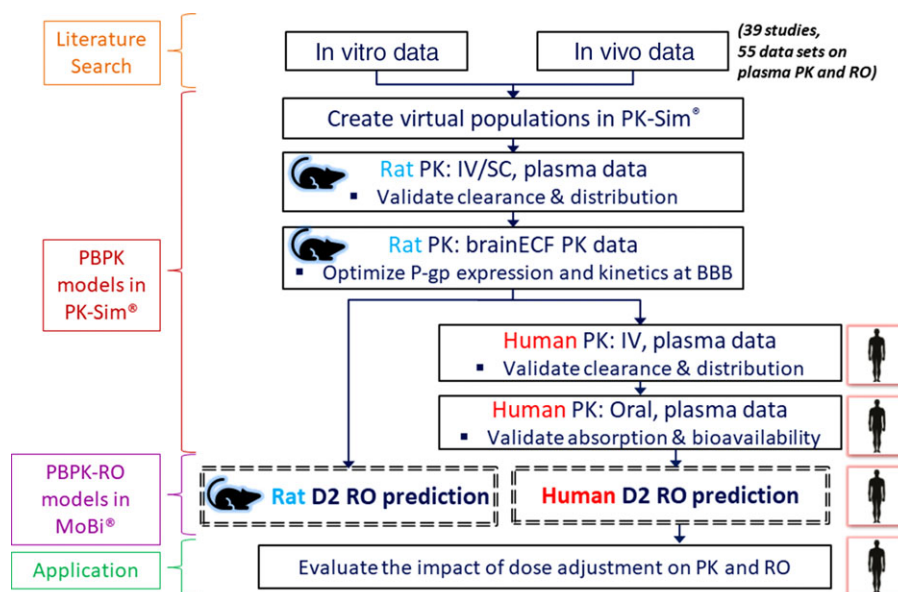 Literature
Search
In vitro data
In vivo data
(39 studies,
55 data sets on
plasma PK and RO)
Create virtual populations in PK-Sim®
Rat PK: IV/SC, plasma data
▪ Validate clearance & distribution
Rat PK: brainECF PK data
▪ Optimize P-gp expression and kinetics at BBB
PBPK
models in
PK-Sim®
Human PK: IV, plasma data
▪ Validate clearance & distribution
Human PK: Oral, plasma data
▪ Validate absorption & bioavailability
PBPK-RO
models in
MoBi®
Rat D2 RO prediction
Human D2 RO prediction
Application
Evaluate the impact of dose adjustment on PK and RO